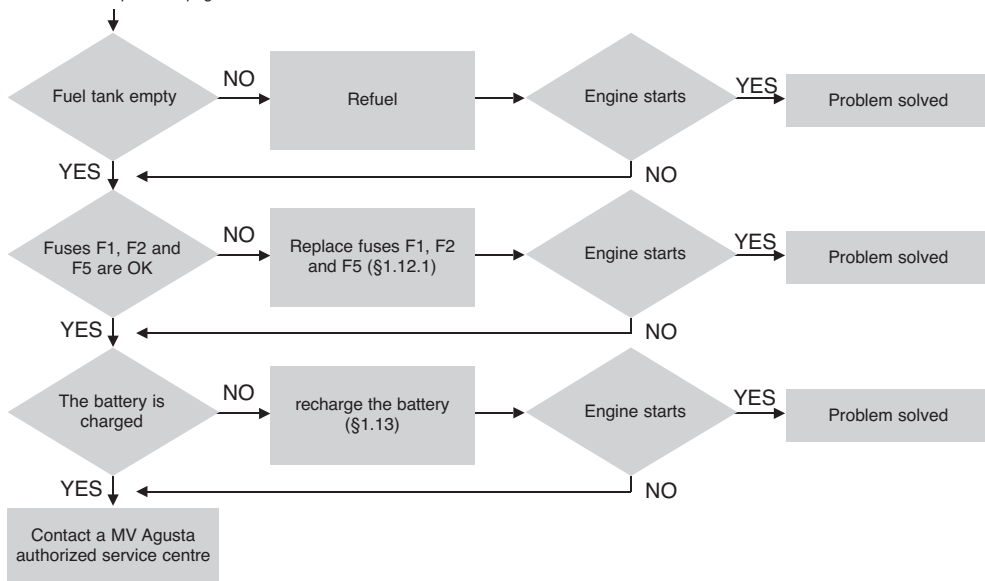 Fuel tank empty
NO
Refuel
Engine starts
YES
Problem solved
YES
NO
Fuses F1, F2 and
F5 are OK
NO
Replace fuses F1, F2
and F5 (§1.12.1)
Engine starts
YES
Problem solved
YES
NO
The battery is
charged
NO
recharge the battery
(§1.13)
Engine starts
YES
Problem solved
YES
NO
Contact a MV Agusta
authorized service centre